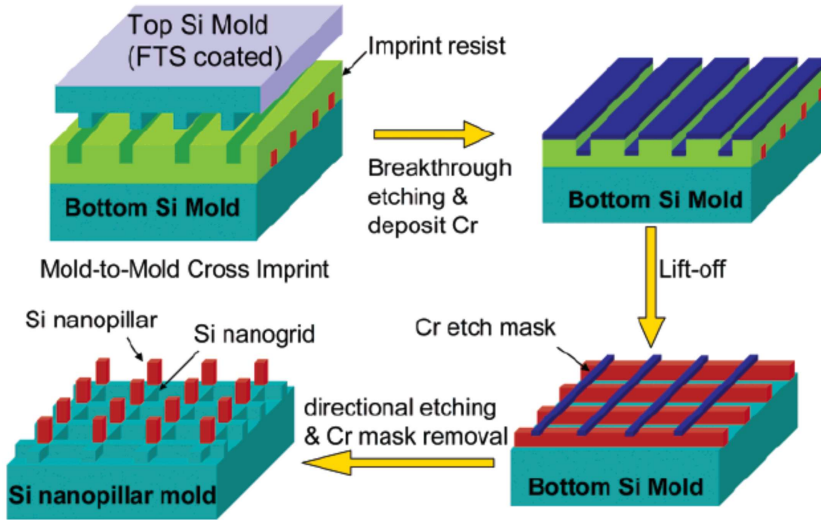 Top Si Mold
(FTS coated)
Imprint resist
Bottom Si Mold
Mold-to-Mold Cross Imprint
Breakthrough
etching &
deposit Cr
Bottom Si Mold
Lift-off
Cr etch mask
Bottom Si Mold
directional etching
& Cr mask removal
Si nanopillar
Si nanogrid
Si nanopillar mold